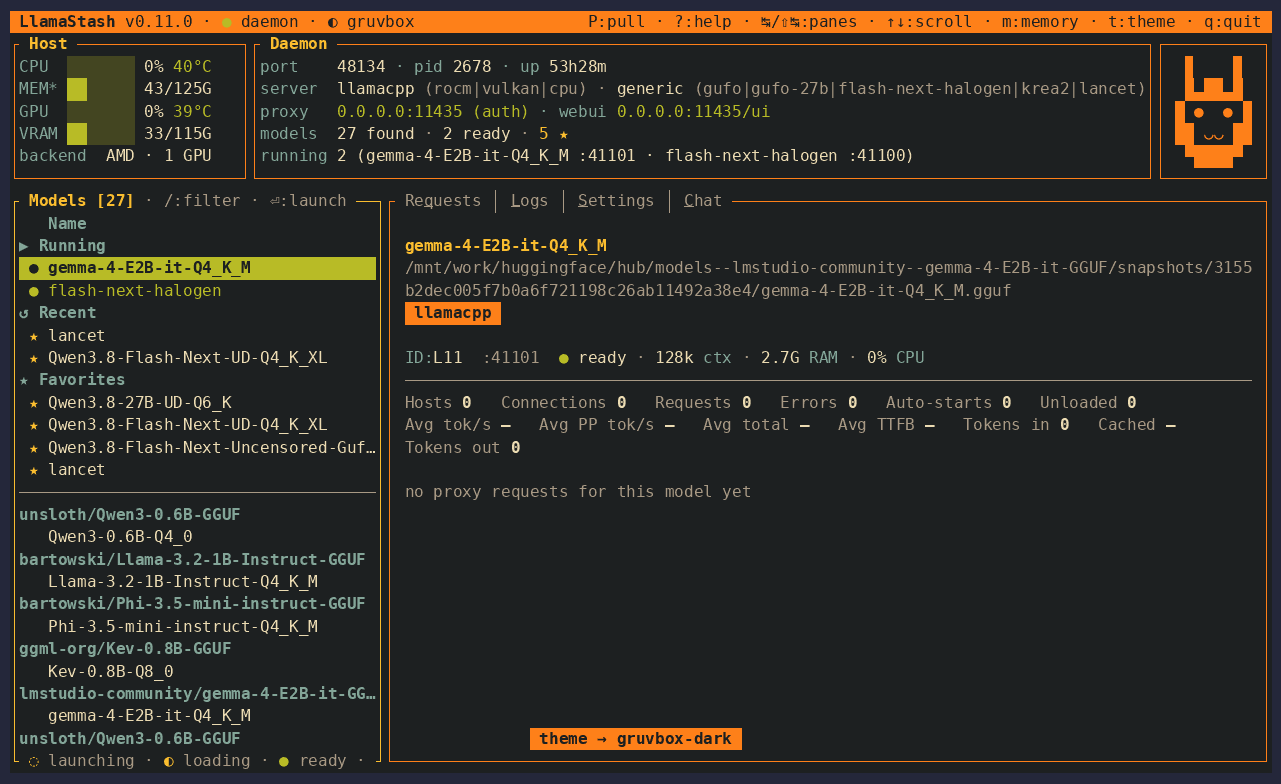 LlamaStash v0.11.0 · ● daemon · ◐ gruvbox P:pull · ?:help · ↹/⇧↹:panes · ↑↓:scroll · m:memory · t:theme · q:quit
Host
CPU 0% 40°C
MEM* 43/125G
GPU 0% 39°C
VRAM 33/115G
backend AMD · 1 GPU
Daemon
port 48134 · pid 2678 · up 53h28m
server llamacpp (rocm|vulkan|cpu) · generic (gufo|gufo-27b|flash-next-halogen|krea2|lancet)
proxy 0.0.0.0:11435 (auth) · webui 0.0.0.0:11435/ui
models 27 found · 2 ready · 5 ★
running 2 (gemma-4-E2B-it-Q4_K_M :41101 · flash-next-halogen :41100)
Models [27] · /:filter · ⏎:launch
Name
▶ Running
● gemma-4-E2B-it-Q4_K_M
● flash-next-halogen
↺ Recent
★ lancet
★ Qwen3.8-Flash-Next-UD-Q4_K_XL
★ Favorites
★ Qwen3.8-27B-UD-Q6_K
★ Qwen3.8-Flash-Next-UD-Q4_K_XL
★ Qwen3.8-Flash-Next-Uncensored-Guf…
★ lancet
unsloth/Qwen3-0.6B-GGUF
Qwen3-0.6B-Q4_0
bartowski/Llama-3.2-1B-Instruct-GGUF
Llama-3.2-1B-Instruct-Q4_K_M
bartowski/Phi-3.5-mini-instruct-GGUF
Phi-3.5-mini-instruct-Q4_K_M
ggml-org/Kev-0.8B-GGUF
Kev-0.8B-Q8_0
lmstudio-community/gemma-4-E2B-it-GG…
gemma-4-E2B-it-Q4_K_M
unsloth/Qwen3-0.6B-GGUF
◌ launching · ◐ loading · ● ready ·
Requests │ Logs │ Settings │ Chat
gemma-4-E2B-it-Q4_K_M
/mnt/work/huggingface/hub/models--lmstudio-community--gemma-4-E2B-it-GGUF/snapshots/3155
b2dec005f7b0a6f721198c26ab11492a38e4/gemma-4-E2B-it-Q4_K_M.gguf
llamacpp
ID:L11 :41101 ● ready · 128k ctx · 2.7G RAM · 0% CPU
Hosts 0 Connections 0 Requests 0 Errors 0 Auto-starts 0 Unloaded 0
Avg tok/s — Avg PP tok/s — Avg total — Avg TTFB — Tokens in 0 Cached —
Tokens out 0
no proxy requests for this model yet
theme → gruvbox-dark